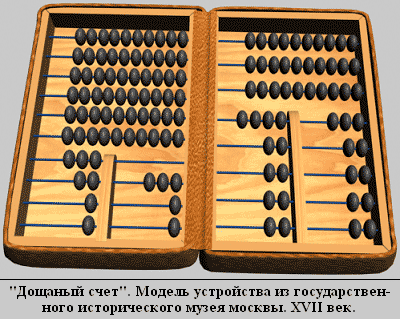 "Дощаный счет". Модель устройства из государствен-
ного исторического музея москвы. XVII век.